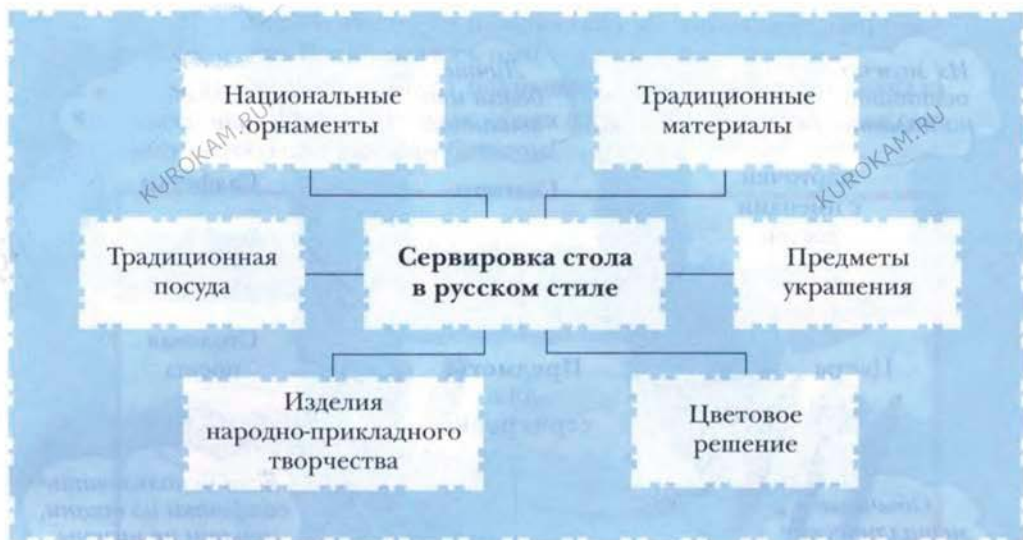 Национальные
орнаменты
Традиционные
материалы
KUROKAM.RU
KUROKAM.RU
Традиционная
посуда
Сервировка стола
в русском стиле
Предметы
украшения
Изделия
народно-прикладного
творчества
Цветовое
решение